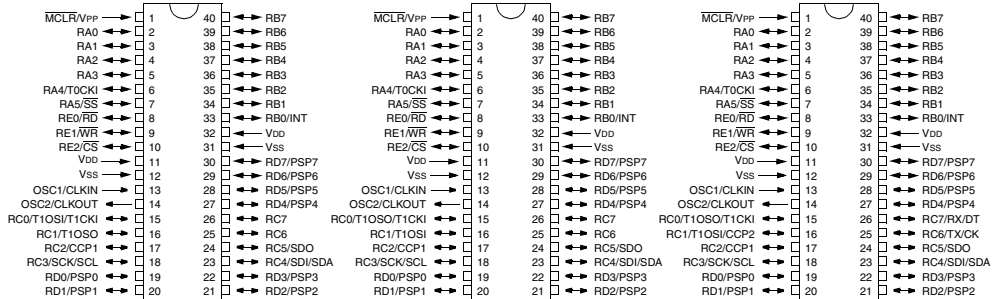 MCLR/VPP 1 40 RB7 MCLR/VPP 1 40 RB7 MCLR/VPP 1 40 RB7
RA0 2 39 RB6 RA0 2 39 RB6 RA0 2 39 RB6
RA1 3 38 RB5 RA1 3 38 RB5 RA1 3 38 RB5
RA2 4 37 RB4 RA2 4 37 RB4 RA2 4 37 RB4
RA3 5 36 RB3 RA3 5 36 RB3 RA3 5 36 RB3
RA4/T0CKI 6 35 RB2 RA4/T0CKI 6 35 RB2 RA4/T0CKI 6 35 RB2
RA5/SS 7 34 RB1 RA5/SS 7 34 RB1 RA5/SS 7 34 RB1
RE0/RD 8 33 RB0/INT RE0/RD 8 33 RB0/INT RE0/RD 8 33 RB0/INT
RE1/WR 9 32 VDD RE1/WR 9 32 VDD RE1/WR 9 32 VDD
RE2/CS 10 31 VSS RE2/CS 10 31 VSS RE2/CS 10 31 VSS
VDD 11 30 RD7/PSP7 VDD 11 30 RD7/PSP7 VDD 11 30 RD7/PSP7
VSS 12 29 RD6/PSP6 VSS 12 29 RD6/PSP6 VSS 12 29 RD6/PSP6
OSC1/CLKIN 13 28 RD5/PSP5 OSC1/CLKIN 13 28 RD5/PSP5 OSC1/CLKIN 13 28 RD5/PSP5
OSC2/CLKOUT 14 27 RD4/PSP4 OSC2/CLKOUT 14 27 RD4/PSP4 OSC2/CLKOUT 14 27 RD4/PSP4
RC0/T1OSI/T1CKI 15 26 RC7 RC0/T1OSO/T1CKI 15 26 RC7 RC0/T1OSO/T1CKI 15 26 RC7/RX/DT
RC1/T1OSO 16 25 RC6 RC1/T1OSI 16 25 RC6 RC1/T1OSI/CCP2 16 25 RC6/TX/CK
RC2/CCP1 17 24 RC5/SDO RC2/CCP1 17 24 RC5/SDO RC2/CCP1 17 24 RC5/SDO
RC3/SCK/SCL 18 23 RC4/SDI/SDA RC3/SCK/SCL 18 23 RC4/SDI/SDA RC3/SCK/SCL 18 23 RC4/SDI/SDA
RD0/PSP0 19 22 RD3/PSP3 RD0/PSP0 19 22 RD3/PSP3 RD0/PSP0 19 22 RD3/PSP3
RD1/PSP1 20 21 RD2/PSP2 RD1/PSP1 20 21 RD2/PSP2 RD1/PSP1 20 21 RD2/PSP2